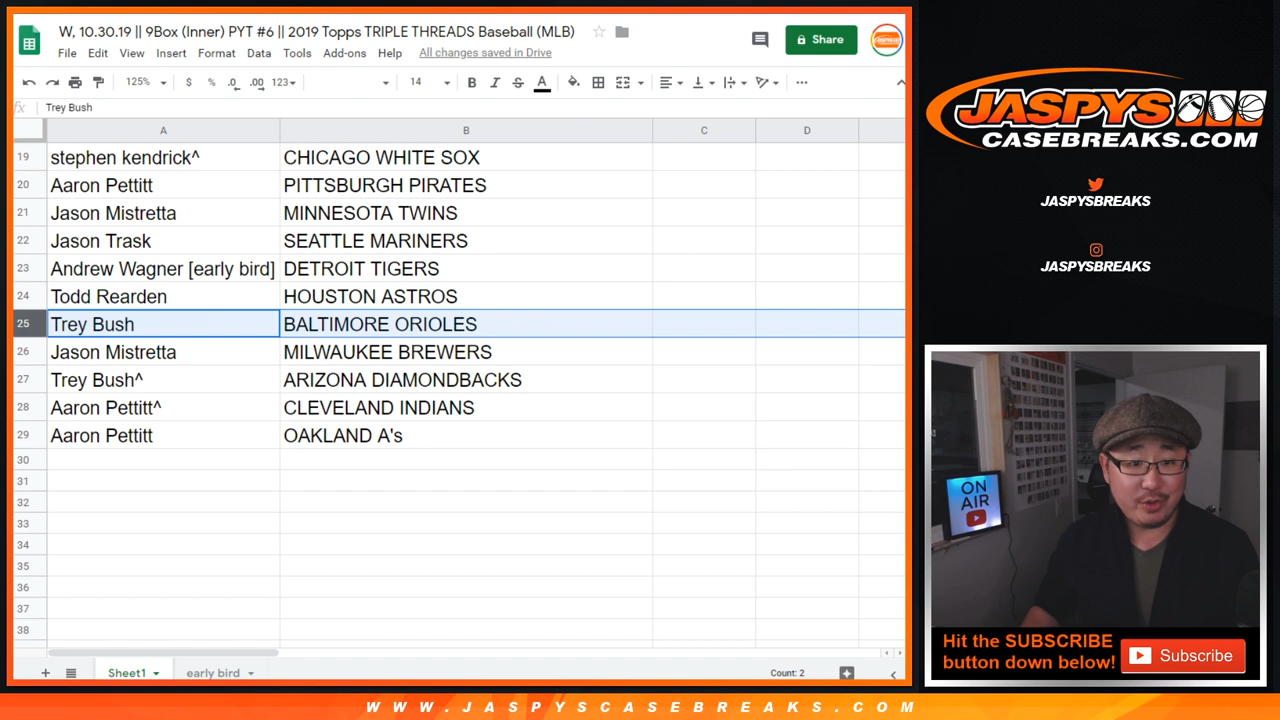 W, 10.30.19 || 9Box (Inner) PYT #6 || 2019 Topps TRIPLE THREADS Baseball (MLB)
File Edit View Insert Format Data Tools Add-ons Help All changes saved in Drive
Share
125% $ % .0 .00 123 14 B I S A
fx Trey Bush
A B C D
19 stephen kendrick^ CHICAGO WHITE SOX
20 Aaron Pettitt PITTSBURGH PIRATES
21 Jason Mistretta MINNESOTA TWINS
22 Jason Trask SEATTLE MARINERS
23 Andrew Wagner [early bird] DETROIT TIGERS
24 Todd Rearden HOUSTON ASTROS
25 Trey Bush BALTIMORE ORIOLES
26 Jason Mistretta MILWAUKEE BREWERS
27 Trey Bush^ ARIZONA DIAMONDBACKS
28 Aaron Pettitt^ CLEVELAND INDIANS
29 Aaron Pettitt OAKLAND A's
30
31
32
33
34
35
36
37
38
Sheet1 early bird Count: 2
JASPYS
CASEBREAKS.COM
JASPYSBREAKS
JASPYSBREAKS
ON
AIR
Hit the SUBSCRIBE
button down below!
Subscribe
WWW.JASPYSCASEBREAKS.COM